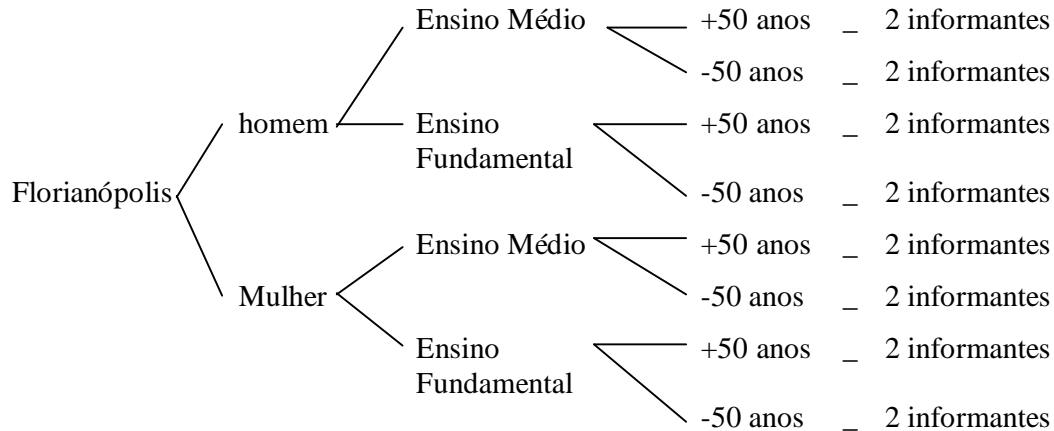 Ensino Médio +50 anos _ 2 informantes
-50 anos _ 2 informantes
homem Ensino +50 anos _ 2 informantes
Fundamental
Florianópolis -50 anos _ 2 informantes
Ensino Médio +50 anos _ 2 informantes
Mulher -50 anos _ 2 informantes
Ensino +50 anos _ 2 informantes
Fundamental
-50 anos _ 2 informantes